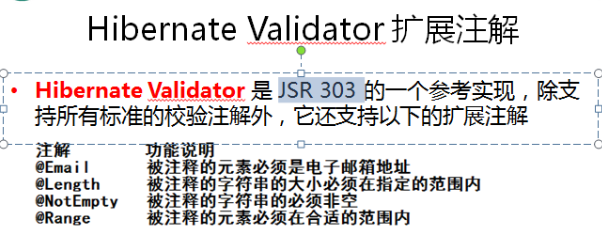 Hibernate Validator 扩展注解
• Hibernate Validator 是 JSR 303 的一个参考实现，除支
持所有标准的校验注解外，它还支持以下的扩展注解
注解 功能说明
@Email 被注释的元素必须是电子邮箱地址
@Length 被注释的字符串的大小必须在指定的范围内
@NotEmpty 被注释的字符串的必须非空
@Range 被注释的元素必须在合适的范围内